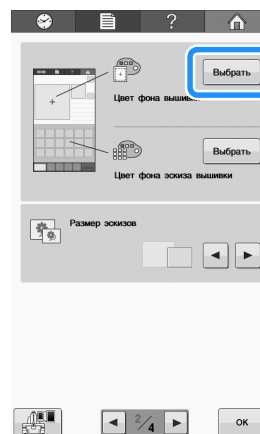 ?
Выбрать
Цвет фона вышивки
Выбрать
Цвет фона эскиза вышивки
Размер эскизов
2/4
OK